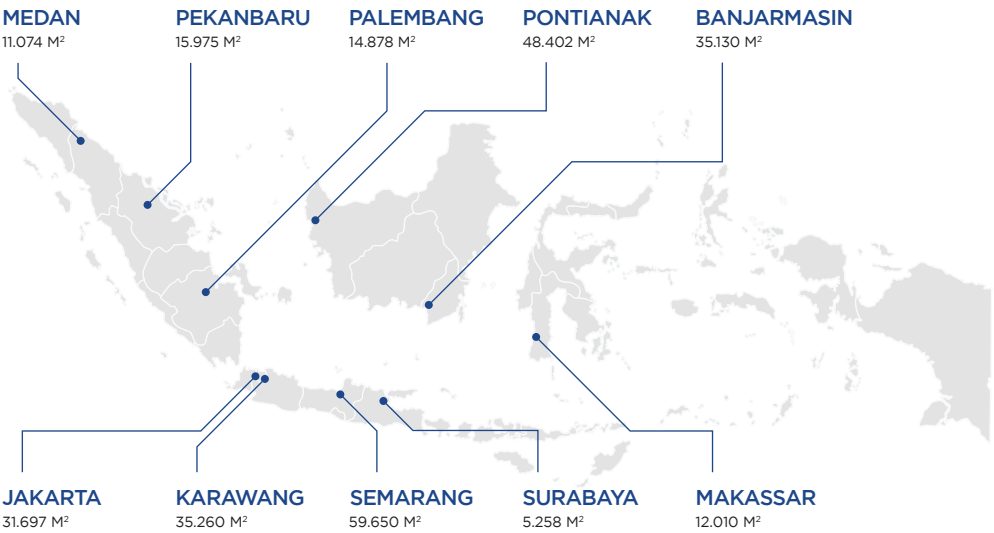 MEDAN
11.074 M²
PEKANBARU
15.975 M²
PALEMBANG
14.878 M²
PONTIANAK
48.402 M²
BANJARMASIN
35.130 M²
JAKARTA
31.697 M²
KARAWANG
35.260 M²
SEMARANG
59.650 M²
SURABAYA
5.258 M²
MAKASSAR
12.010 M²